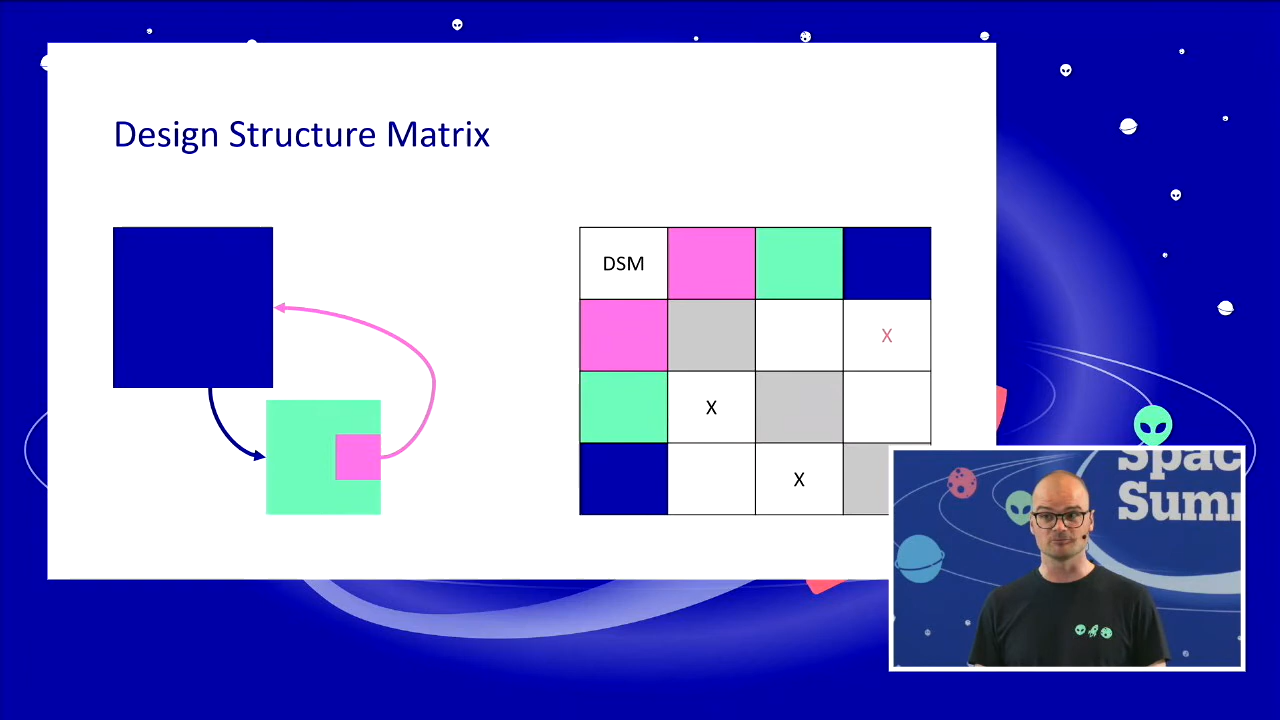 Design Structure Matrix
DSM
X
X
X
Spac
Summ